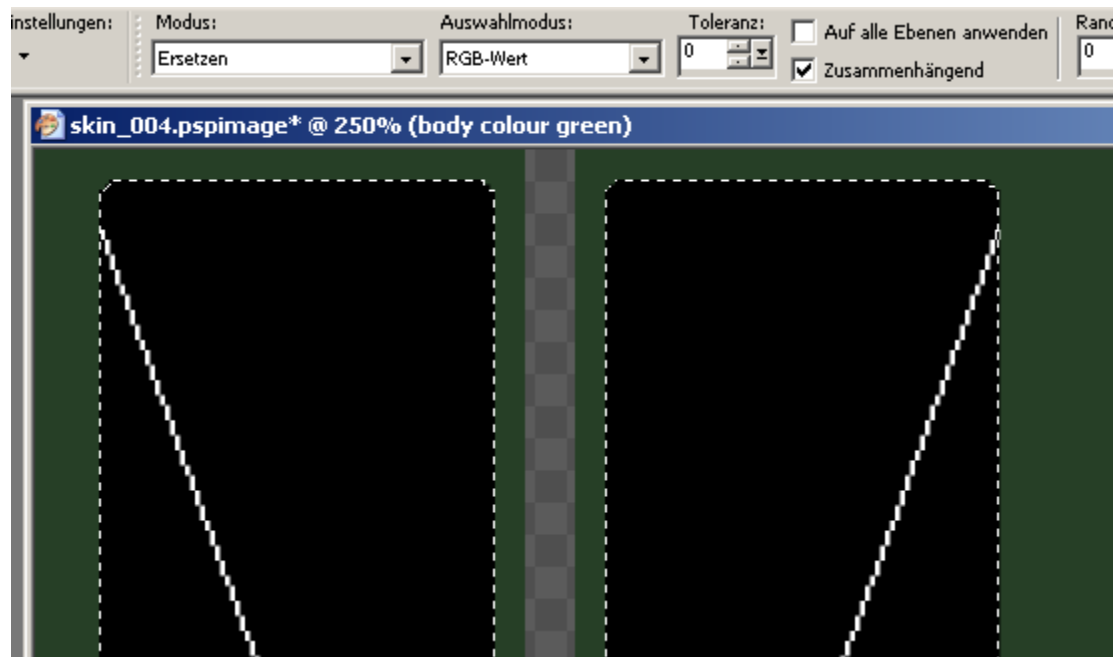 instellungen:
Modus:
Auswahlmodus:
Toleranz:
Ersetzen
RGB-Wert
0
Auf alle Ebenen anwenden
Zusammenhängend
Rand
0
skin_004.pspimage* @ 250% (body colour green)